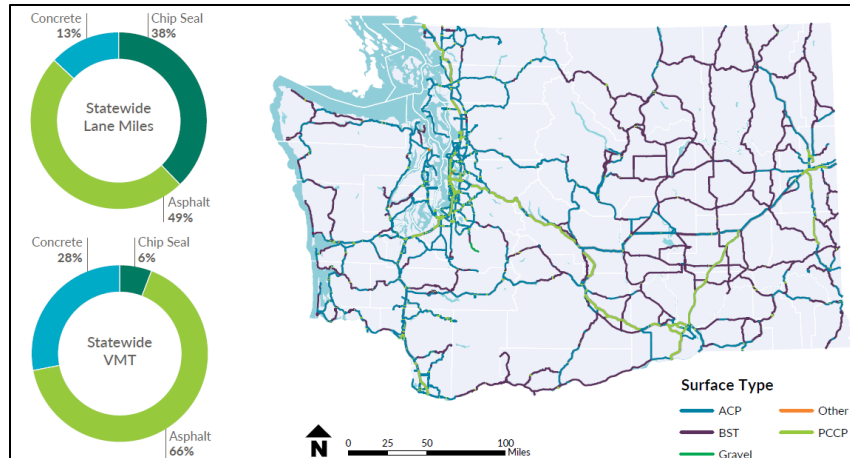 Concrete
13%
Chip Seal
38%
Statewide
Lane Miles
Asphalt
49%
Concrete
28%
Chip Seal
6%
Statewide
VMT
Asphalt
66%
N
0 25 50 100
Miles
Surface Type
ACP
Other
BST
PCCP
Gravel